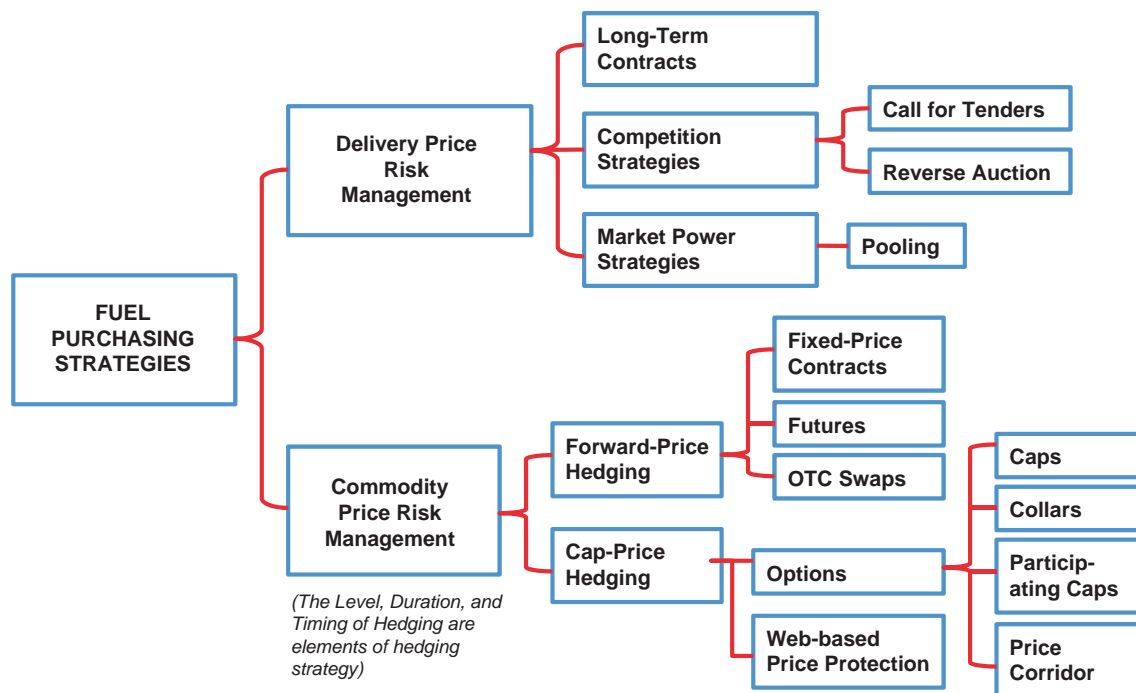 FUEL
PURCHASING
STRATEGIES
Delivery Price
Risk
Management
Long-Term
Contracts
Competition
Strategies
Call for Tenders
Reverse Auction
Market Power
Strategies
Pooling
Commodity
Price Risk
Management
(The Level, Duration, and
Timing of Hedging are
elements of hedging
strategy)
Forward-Price
Hedging
Fixed-Price
Contracts
Futures
OTC Swaps
Cap-Price
Hedging
Options
Caps
Collars
Particip-
ating Caps
Price
Corridor
Web-based
Price Protection